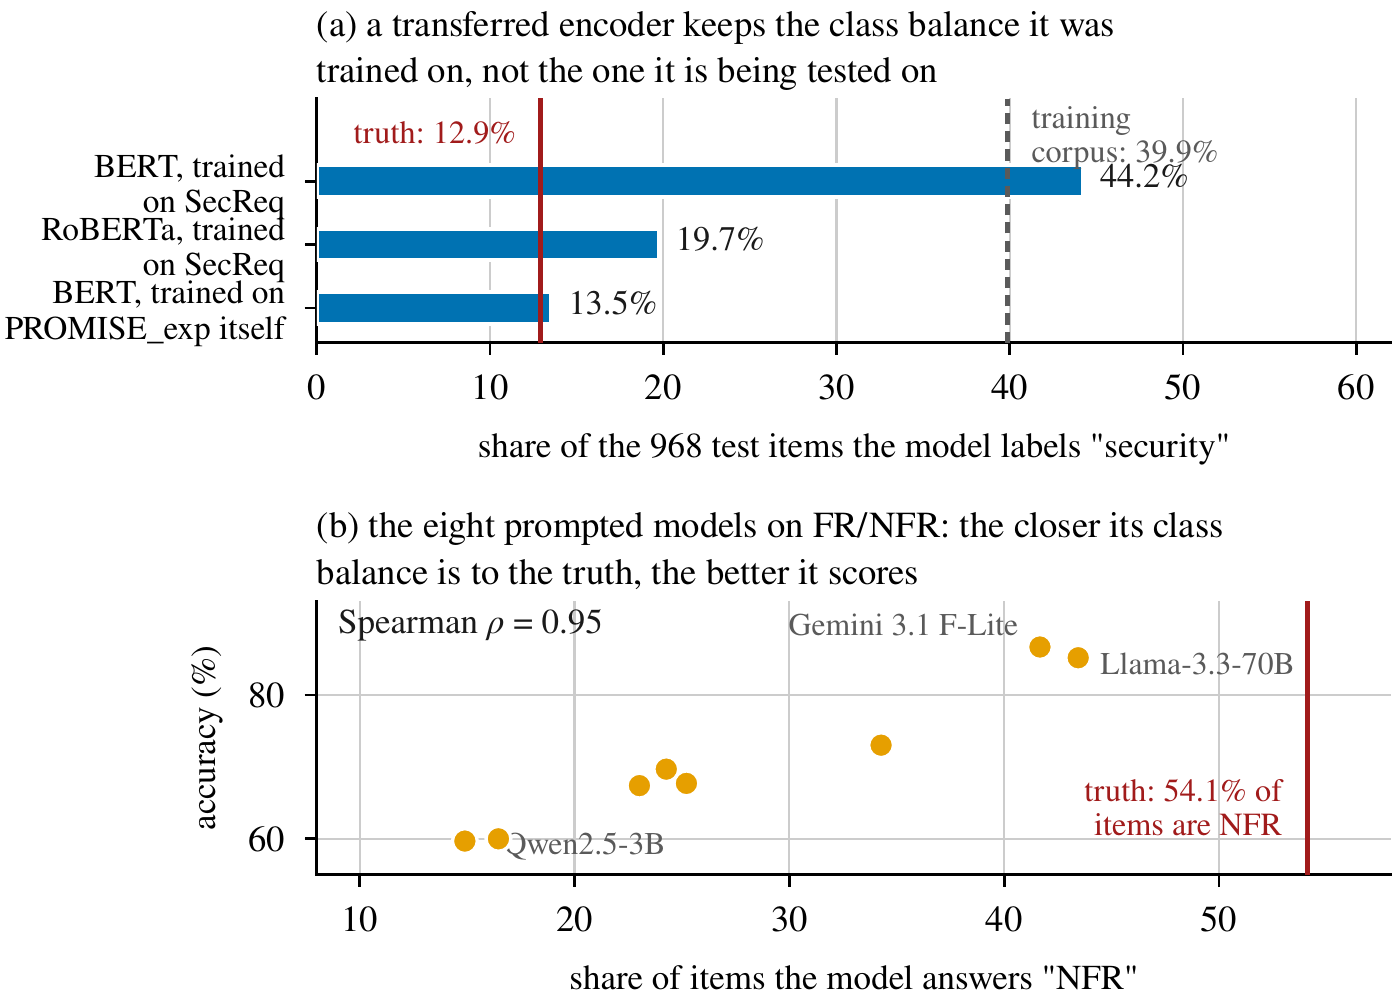 (a) a transferred encoder keeps the class balance it was
trained on, not the one it is being tested on
truth: 12.9%
training
corpus: 39.9%
BERT, trained
on SecReq
44.2%
RoBERTa, trained
on SecReq
19.7%
BERT, trained on
PROMISE_exp itself
13.5%
0 10 20 30 40 50 60
share of the 968 test items the model labels "security"
(b) the eight prompted models on FR/NFR: the closer its class
balance is to the truth, the better it scores
Spearman ρ = 0.95
Gemini 3.1 F-Lite
Llama-3.3-70B
accuracy (%)
80
truth: 54.1% of
items are NFR
60
Qwen2.5-3B
10 20 30 40 50
share of items the model answers "NFR"